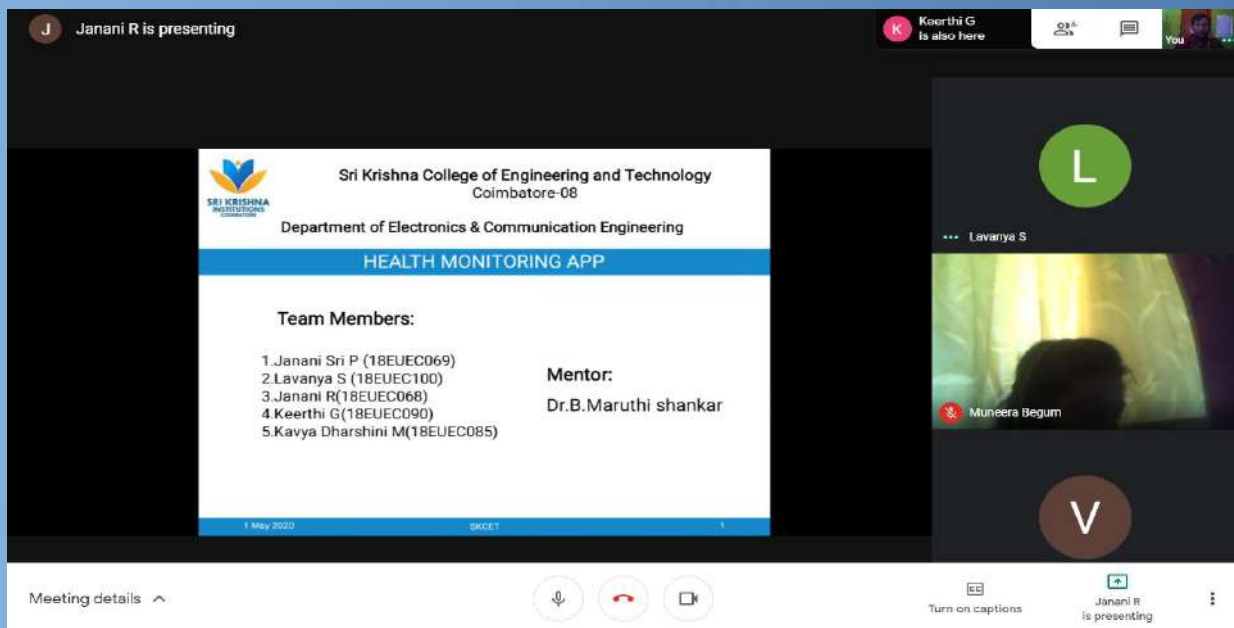 J
Janani R is presenting
K
Keerthi G
is also here
You
SRI KRISHNA
INSTITUTIONS
COIMBATORE
Sri Krishna College of Engineering and Technology
Coimbatore-08
Department of Electronics & Communication Engineering
HEALTH MONITORING APP
Team Members:
1.Janani Sri P (18EUEC069)
2.Lavanya S (18EUEC100)
3.Janani R(18EUEC068)
4.Keerthi G(18EUEC090)
5.Kavya Dharshini M(18EUEC085)
Mentor:
Dr.B.Maruthi shankar
1 May 2020
SKCET
1
L
Lavanya S
Muneera Begum
V
Meeting details
CC
Turn on captions
Janani R
is presenting